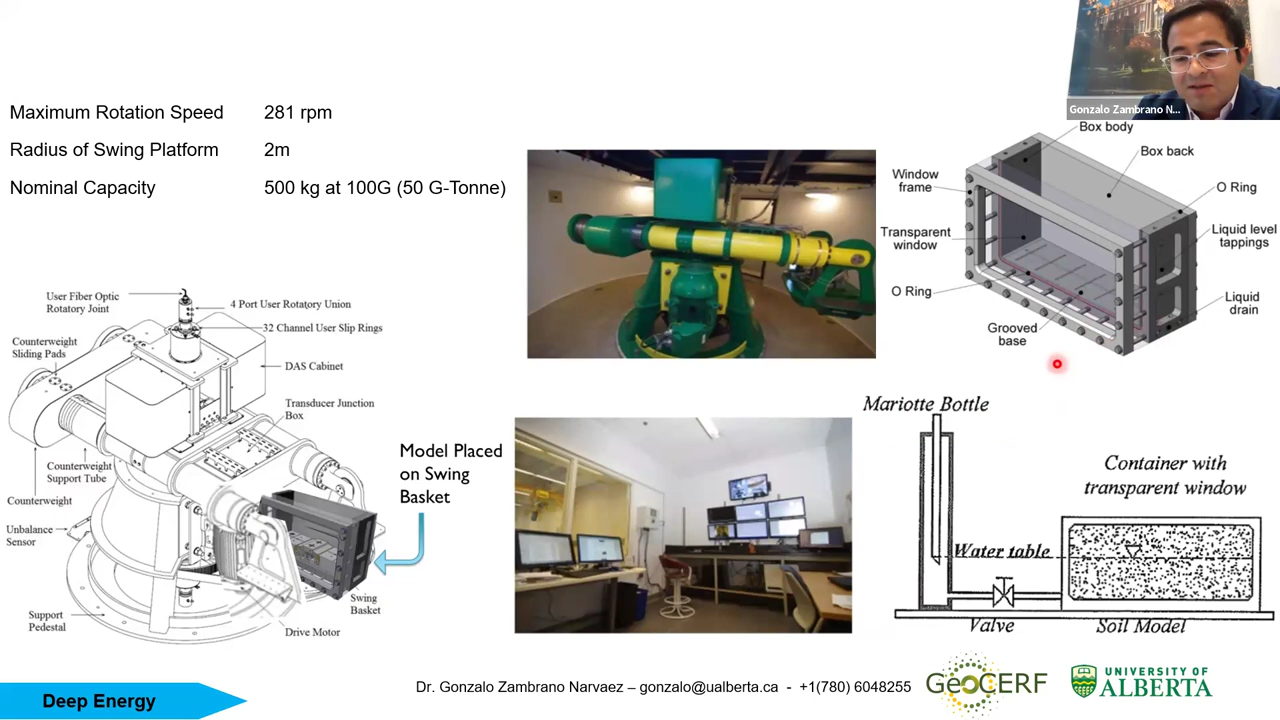 Gonzalo Zambrano N...
Maximum Rotation Speed 281 rpm
Radius of Swing Platform 2m
Nominal Capacity 500 kg at 100G (50 G-Tonne)
Box body
Box back
Window
frame
O Ring
Transparent
window
Liquid level
tappings
O Ring
Liquid
drain
Grooved
base
User Fiber Optic
Rotatory Joint
4 Port User Rotatory Union
32 Channel User Slip Rings
Counterweight
Sliding Pads
DAS Cabinet
Transducer Junction
Box
Counterweight
Support Tube
Counterweight
Unbalance
Sensor
Support
Pedestal
Drive Motor
Swing
Basket
Model Placed
on Swing
Basket
Mariotte Bottle
Container with
transparent window
Water table
Valve
Soil Model
Deep Energy
Dr. Gonzalo Zambrano Narvaez – gonzalo@ualberta.ca - +1(780) 6048255
GeoCERF
UNIVERSITY OF
ALBERTA